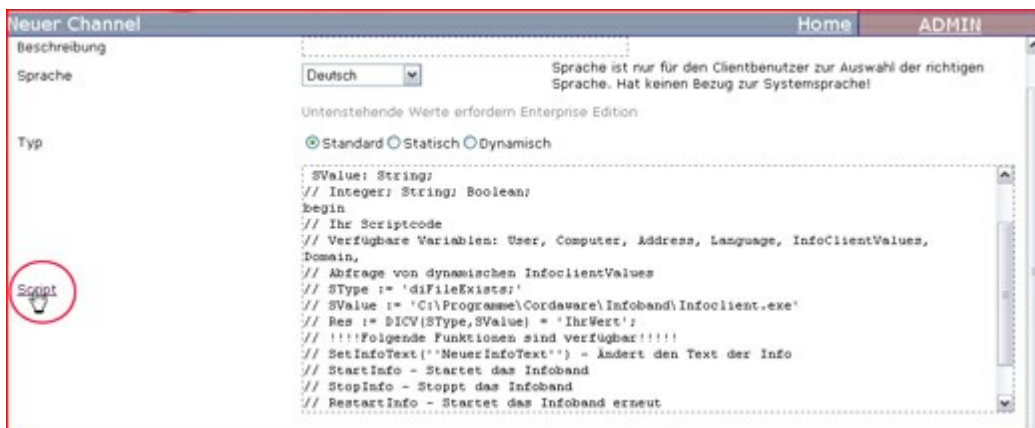 Neuer Channel Home ADMIN
Beschreibung
Sprache Deutsch Sprache ist nur für den Clientbenutzer zur Auswahl der richtigen
Sprache. Hat keinen Bezug zur Systemsprache!
Untenstehende Werte erfordern Enterprise Edition
Typ Standard Statisch Dynamisch
SValue: String;
// Integer; String; Boolean;
begin
// Ihr Scriptcode
// Verfügbare Variablen: User, Computer, Address, Language, InfoClientValues,
Domain,
// Abfrage von dynamischen InfoclientValues
// SType := 'diFileExists;'
// SValue := 'C:\Programme\Cordaware\Infoband\Infoclient.exe'
// Res := DICV(SType,SValue) = 'IhrWert';
// !!!!Folgende Funktionen sind verfügbar!!!!!
// SetInfoText(''NeuerInfoText'') - Ändert den Text der Info
Script
// StartInfo - Startet das Infoband
// StopInfo - Stoppt das Infoband
// RestartInfo - Startet das Infoband erneut